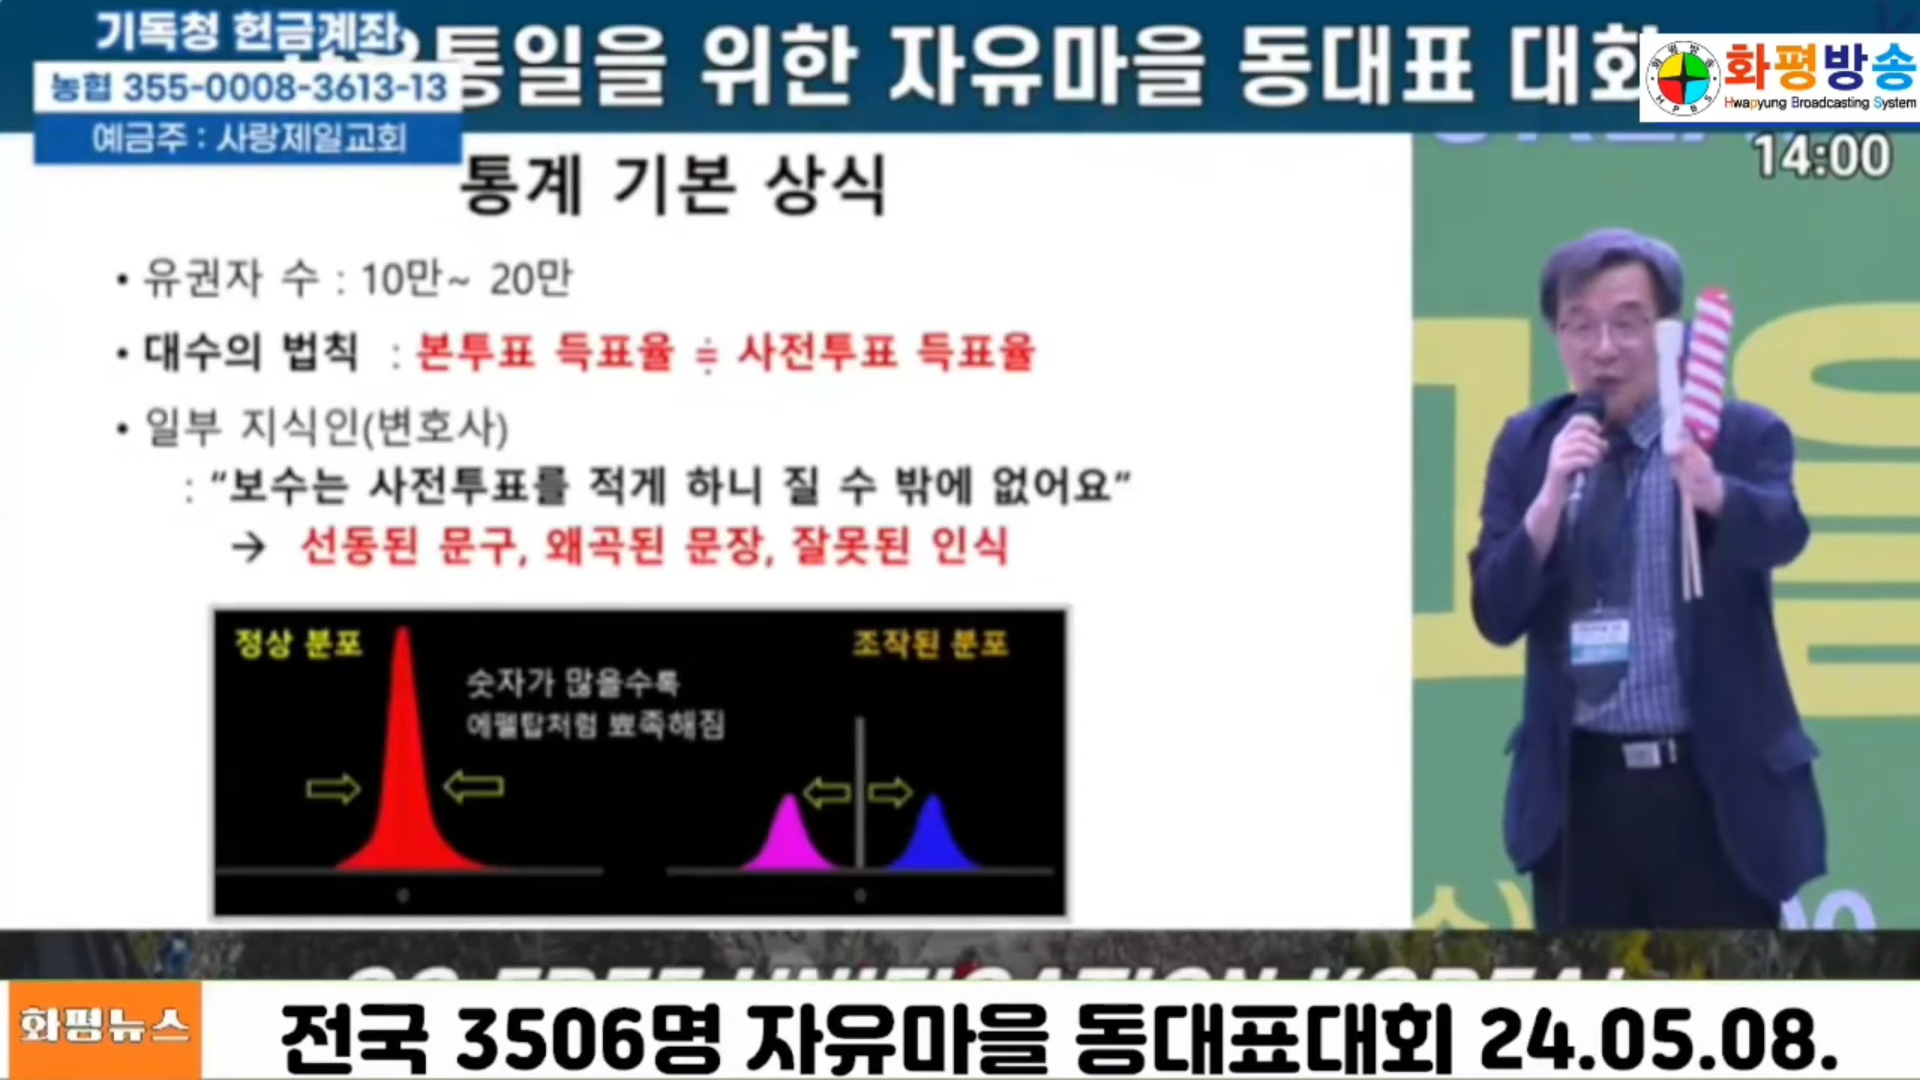 기독청 헌금계좌
농협 355-0008-3613-13
예금주 : 사랑제일교회
통일을 위한 자유마을 동대표 대회
화평방송
Hwapyung Broadcasting System
HPBS
14:00
통계 기본 상식
• 유권자 수 : 10만~ 20만
• 대수의 법칙 : 본투표 득표율 ≒ 사전투표 득표율
• 일부 지식인(변호사)
: “보수는 사전투표를 적게 하니 질 수 밖에 없어요”
→ 선동된 문구, 왜곡된 문장, 잘못된 인식
정상 분포
숫자가 많을수록
에펠탑처럼 뾰족해짐
조작된 분포
0
0
을
화평뉴스
전국 3506명 자유마을 동대표대회 24.05.08.